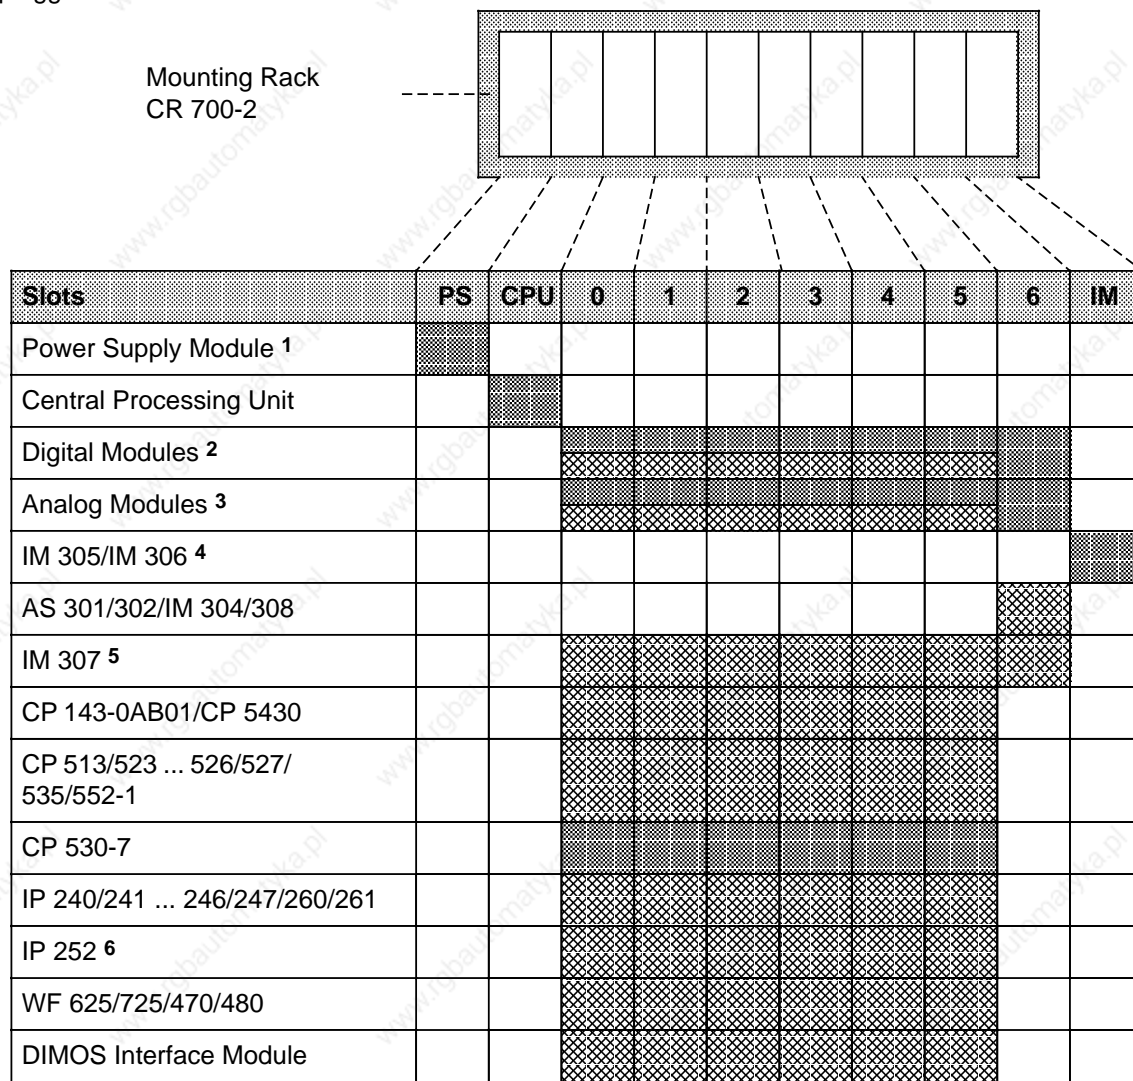 Mounting Rack
CR 700-2
Slots PS CPU 0 1 2 3 4 5 6 IM
Power Supply Module 1
Central Processing Unit
Digital Modules 2
Analog Modules 3
IM 305/IM 306 4
AS 301/302/IM 304/308
IM 307 5
CP 143-0AB01/CP 5430
CP 513/523 ... 526/527/
535/552-1
CP 530-7
IP 240/241 ... 246/247/260/261
IP 252 6
WF 625/725/470/480
DIMOS Interface Module
www.rgbautomatyka.pl